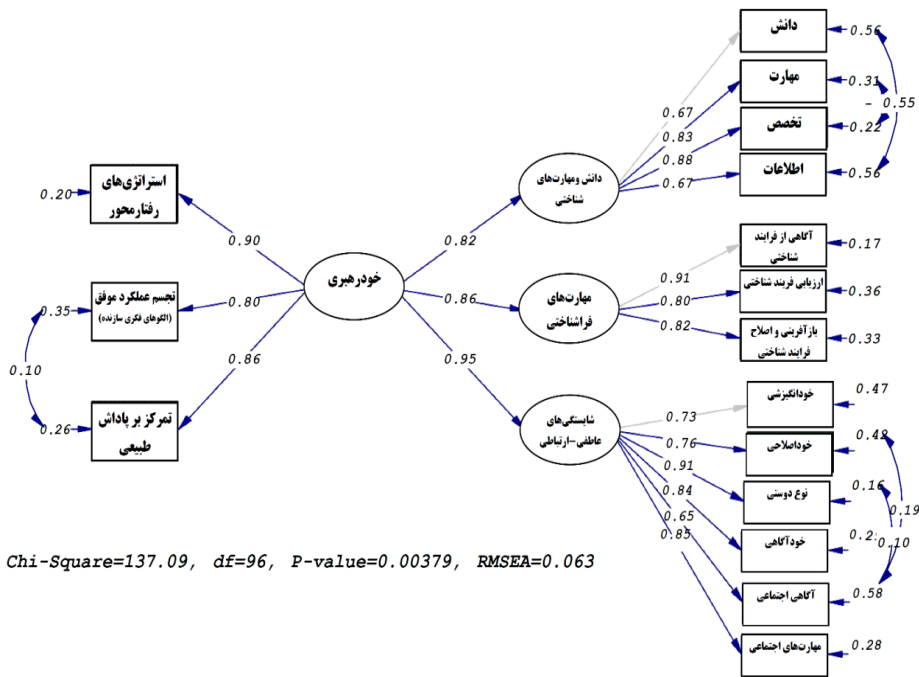 دانش
0.56
مهارت
0.31
- 0.55
تخصص
0.22
اطلاعات
0.56
0.67
0.83
0.88
0.67
دانش ومهارت‌های
شناختی
استراتژی‌های
رفتارمحور
0.20
0.90
0.82
خودرهبری
تجسم عملکرد موفق
(الگوهای فکری سازنده)
0.35
0.80
0.86
مهارت‌های
فراشناختی
0.91
0.80
0.82
آگاهی از فرایند
شناختی
0.17
ارزیابی فریند شناختی
0.36
بازآفرینی و اصلاح
فرایند شناختی
0.33
0.10
0.86
0.95
تمرکز بر پاداش
طبیعی
0.26
شایستگی‌های
عاطفی-ارتباطی
0.73
0.76
0.91
0.84
0.65
0.85
خودانگیزشی
0.47
خوداصلاحی
0.42
نوع دوستی
0.16
0.19
خودآگاهی
0.2
0.10
آگاهی اجتماعی
0.58
مهارت‌های اجتماعی
0.28
Chi-Square=137.09, df=96, P-value=0.00379, RMSEA=0.063